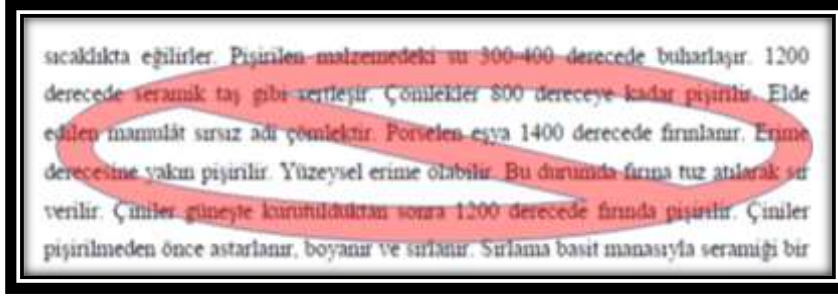 sıcaklıkta eğilirler. Pişirilen malzemedeki su 300-400 derecede buharlaşır. 1200
derecede seramik taş gibi sertleşir. Çömlekler 800 dereceye kadar pişirilir. Elde
edilen mamulât sırsız adi çömlektir. Porselen eşya 1400 derecede fırınlanır. Erime
derecesine yakın pişirilir. Yüzeysel erime olabilir. Bu durumda fırına tuz atılarak sır
verilir. Çiniler güneşte kurutulduktan sonra 1200 derecede fırında pişirilir. Çiniler
pişirilmeden önce astarlanır, boyanır ve sırlanır. Sırlama basit manasıyla seramiği bir